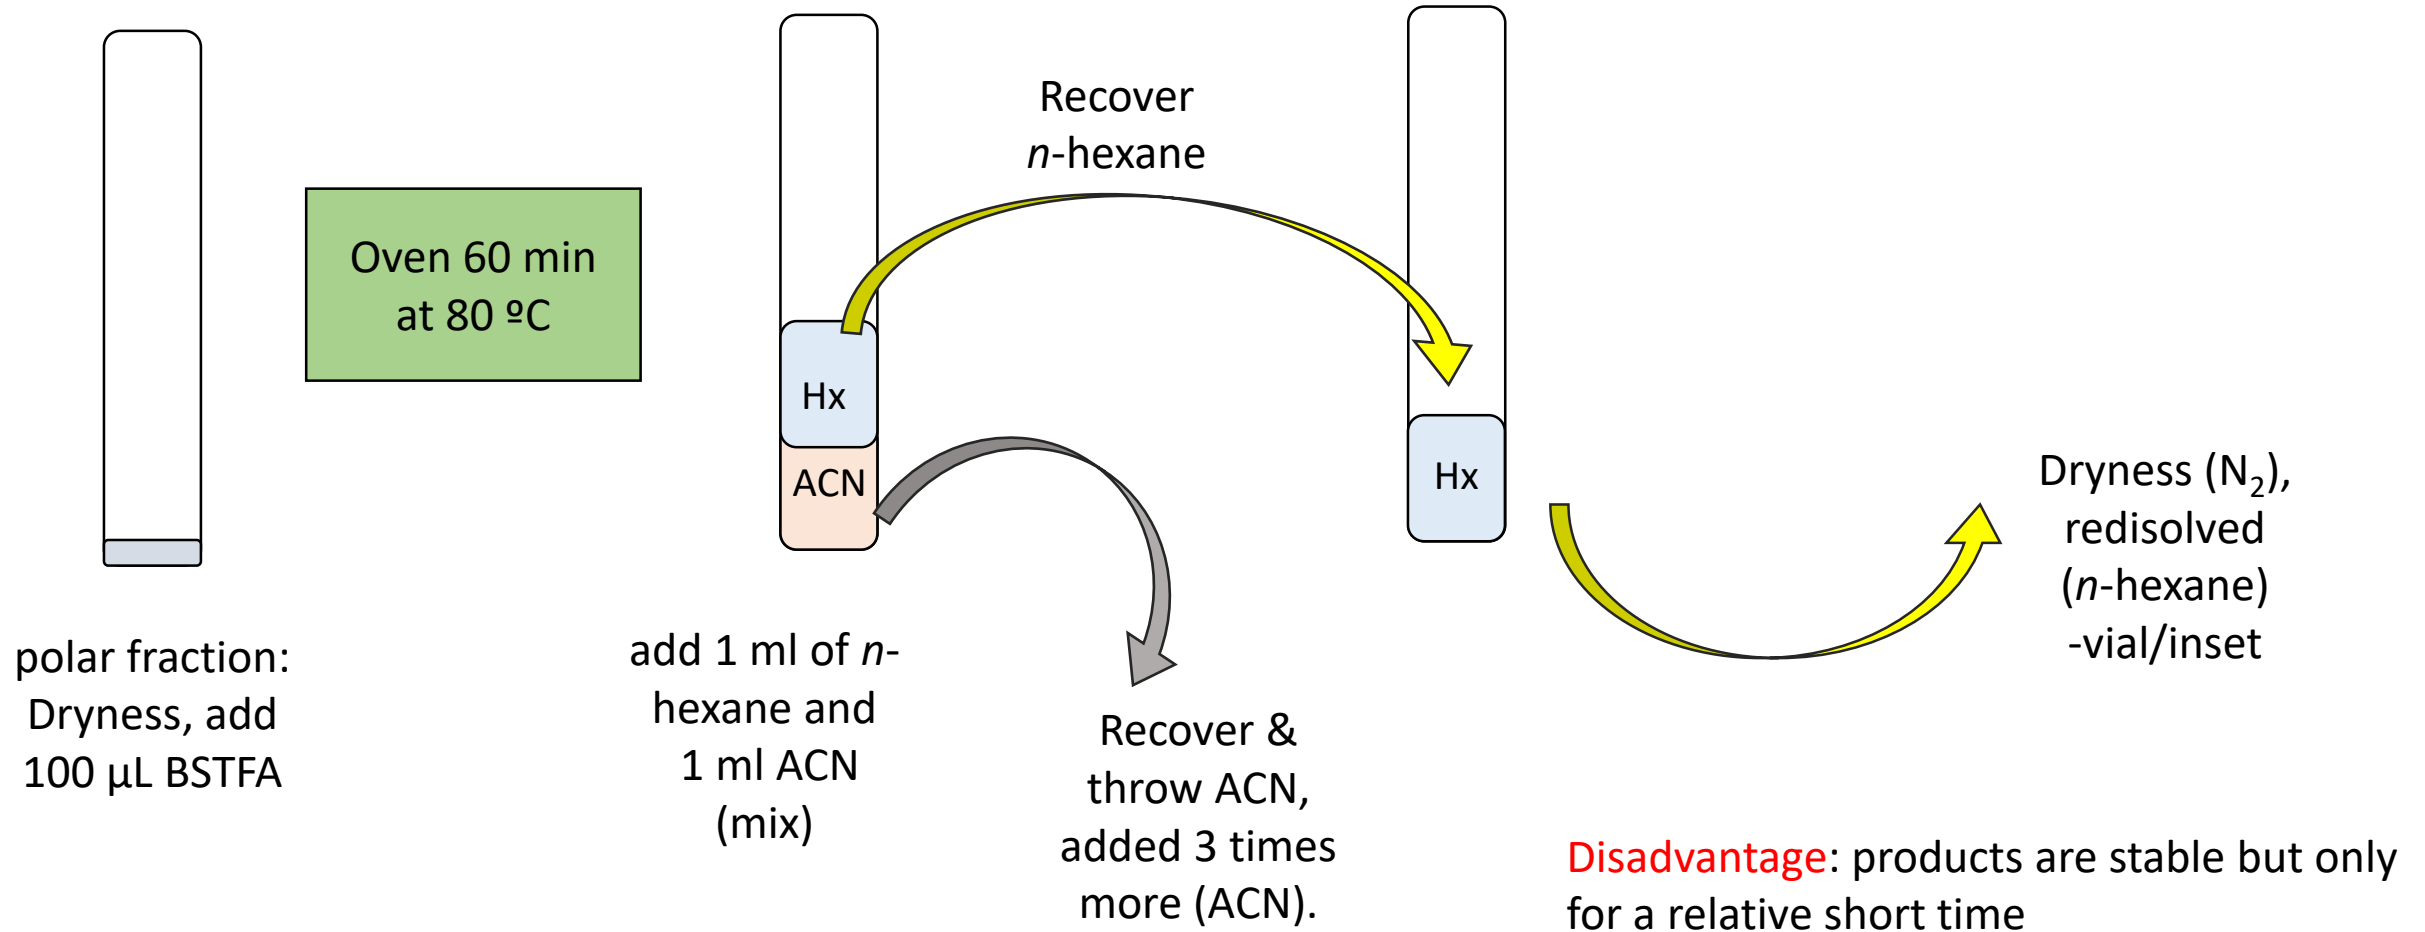 polar fraction:
Dryness, add
100 µL BSTFA
Oven 60 min
at 80 ºC
Hx
ACN
add 1 ml of n-
hexane and
1 ml ACN
(mix)
Recover
n-hexane
Recover &
throw ACN,
added 3 times
more (ACN).
Hx
Dryness (N₂),
redisolved
(n-hexane)
-vial/inset
Disadvantage: products are stable but only
for a relative short time